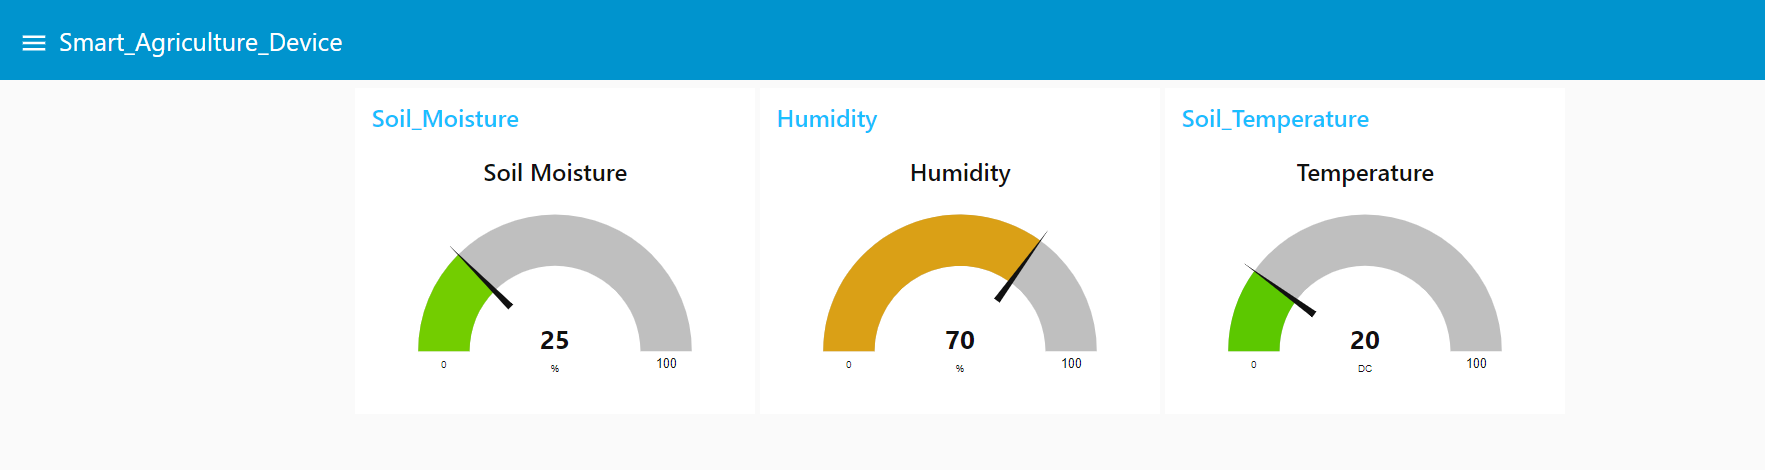 Smart_Agriculture_Device
Soil_Moisture
Soil Moisture
25
%
0
100
Humidity
Humidity
70
%
0
100
Soil_Temperature
Temperature
20
DC
0
100